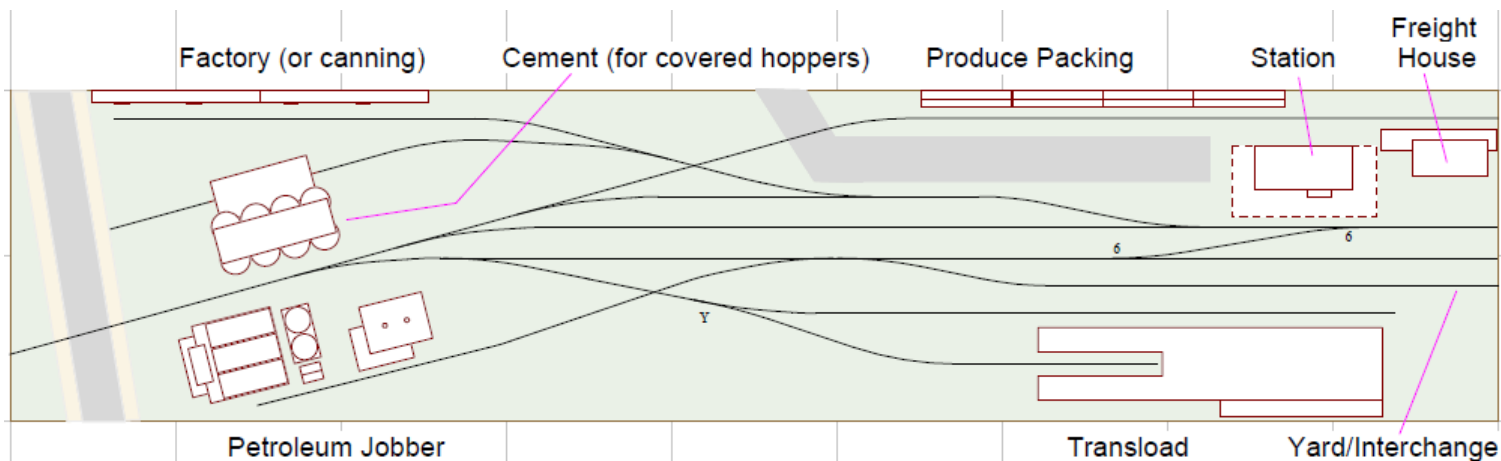 Freight
House
Factory (or canning)
Cement (for covered hoppers)
Produce Packing
Station
6
6
Y
Petroleum Jobber
Transload
Yard/Interchange